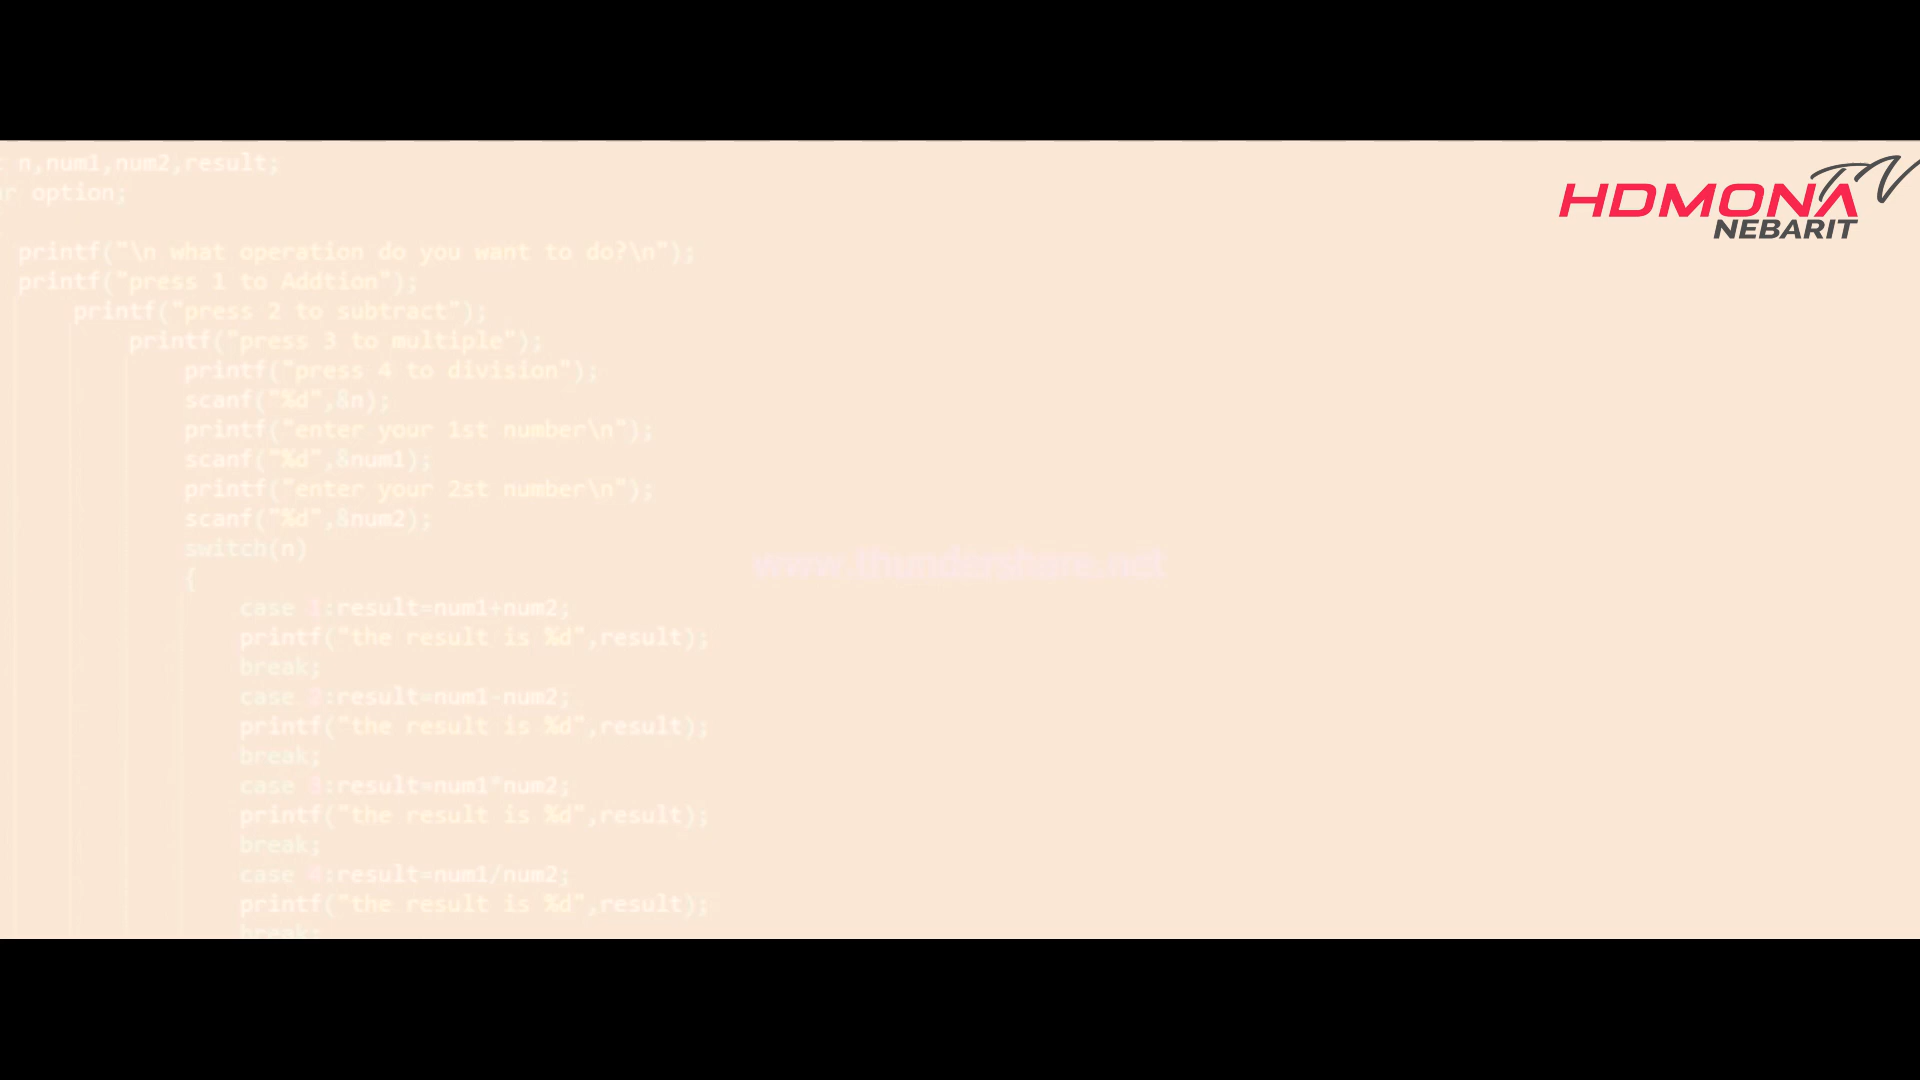 n,num1,num2,result;
r option;
printf("\n what operation do you want to do?\n");
printf("press 1 to Addtion");
printf("press 2 to subtract");
printf("press 3 to multiple");
printf("press 4 to division");
scanf("%d",&n);
printf("enter your 1st number\n");
scanf("%d",&num1);
printf("enter your 2st number\n");
scanf("%d",&num2);
switch(n)
{
case 1:result=num1+num2;
printf("the result is %d",result);
break;
case 2:result=num1-num2;
printf("the result is %d",result);
break;
case 3:result=num1*num2;
printf("the result is %d",result);
break;
case 4:result=num1/num2;
printf("the result is %d",result);
break;
www.thundershare.net
HDMONA TV
NEBARIT